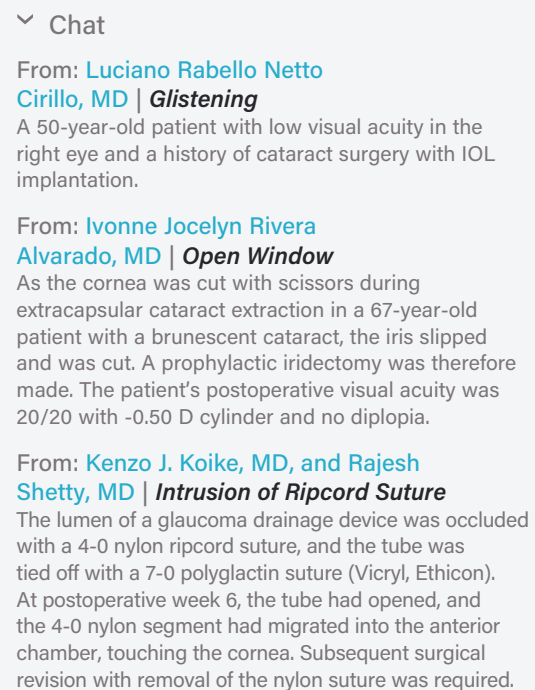 Chat
From: Luciano Rabello Netto
Cirillo, MD | Glistening
A 50-year-old patient with low visual acuity in the
right eye and a history of cataract surgery with IOL
implantation.
From: Ivonne Jocelyn Rivera
Alvarado, MD | Open Window
As the cornea was cut with scissors during
extracapsular cataract extraction in a 67-year-old
patient with a brunescent cataract, the iris slipped
and was cut. A prophylactic iridectomy was therefore
made. The patient’s postoperative visual acuity was
20/20 with -0.50 D cylinder and no diplopia.
From: Kenzo J. Koike, MD, and Rajesh
Shetty, MD | Intrusion of Ripcord Suture
The lumen of a glaucoma drainage device was occluded
with a 4-0 nylon ripcord suture, and the tube was
tied off with a 7-0 polyglactin suture (Vicryl, Ethicon).
At postoperative week 6, the tube had opened, and
the 4-0 nylon segment had migrated into the anterior
chamber, touching the cornea. Subsequent surgical
revision with removal of the nylon suture was required.